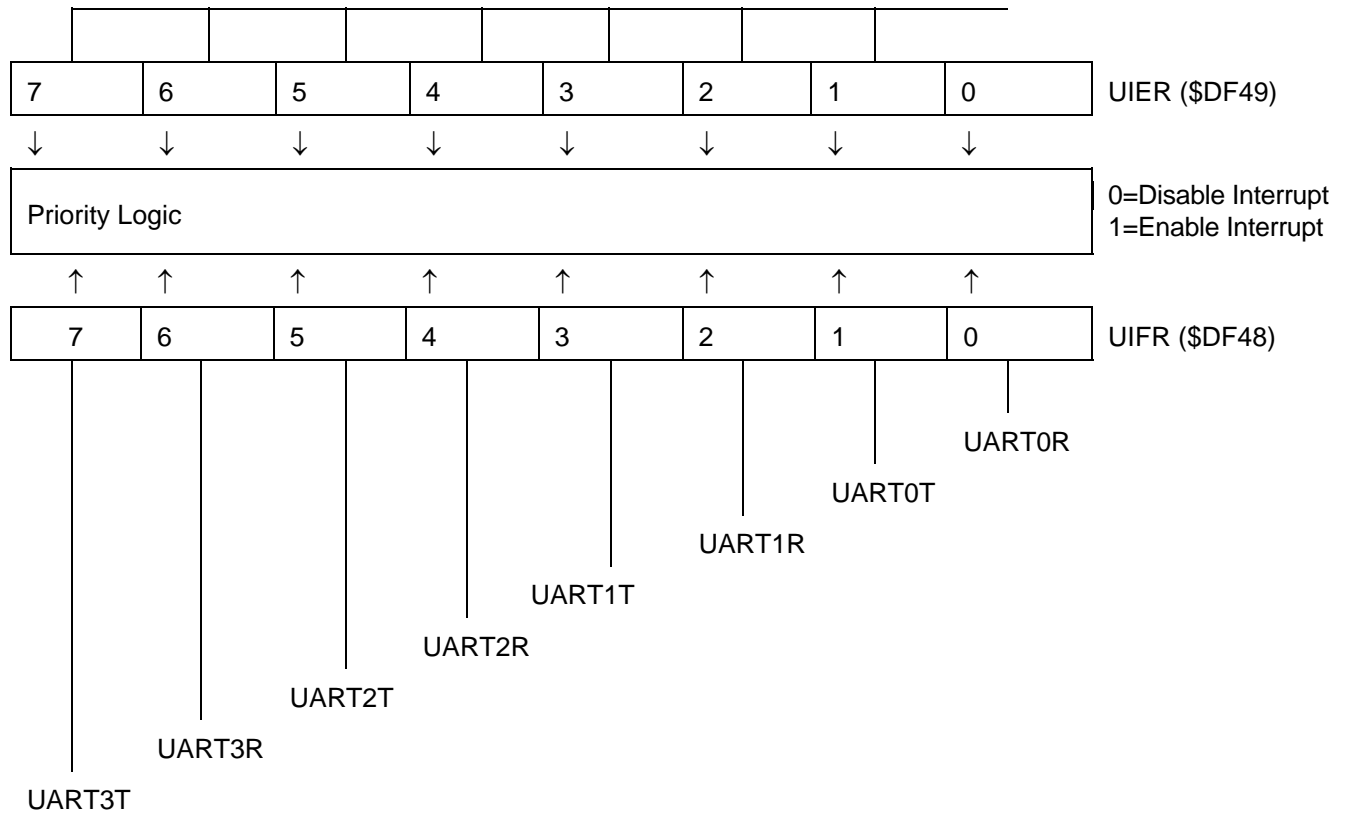 7 6 5 4 3 2 1 0 UIER ($DF49)
↓ ↓ ↓ ↓ ↓ ↓ ↓ ↓
Priority Logic
0=Disable Interrupt
1=Enable Interrupt
↑ ↑ ↑ ↑ ↑ ↑ ↑ ↑
7 6 5 4 3 2 1 0 UIFR ($DF48)
UART0R
UART0T
UART1R
UART1T
UART2R
UART2T
UART3R
UART3T